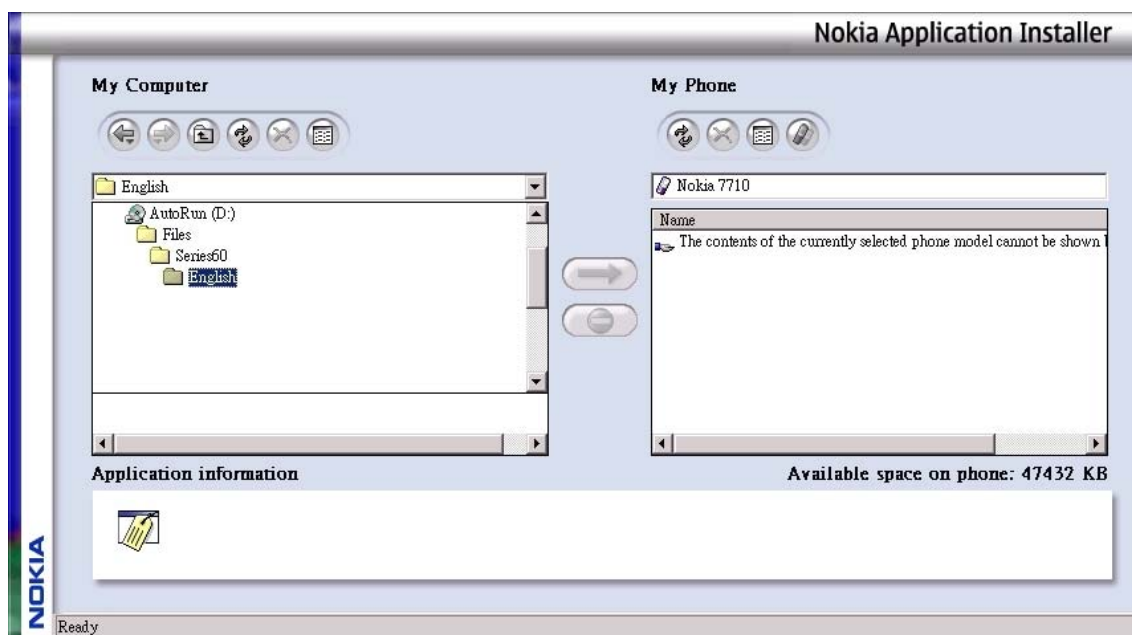 Nokia Application Installer
My Computer
My Phone
English
Nokia 7710
AutoRun (D:)
Files
Series60
English
Name
The contents of the currently selected phone model cannot be shown
Application information
Available space on phone: 47432 KB
NOKIA
Ready